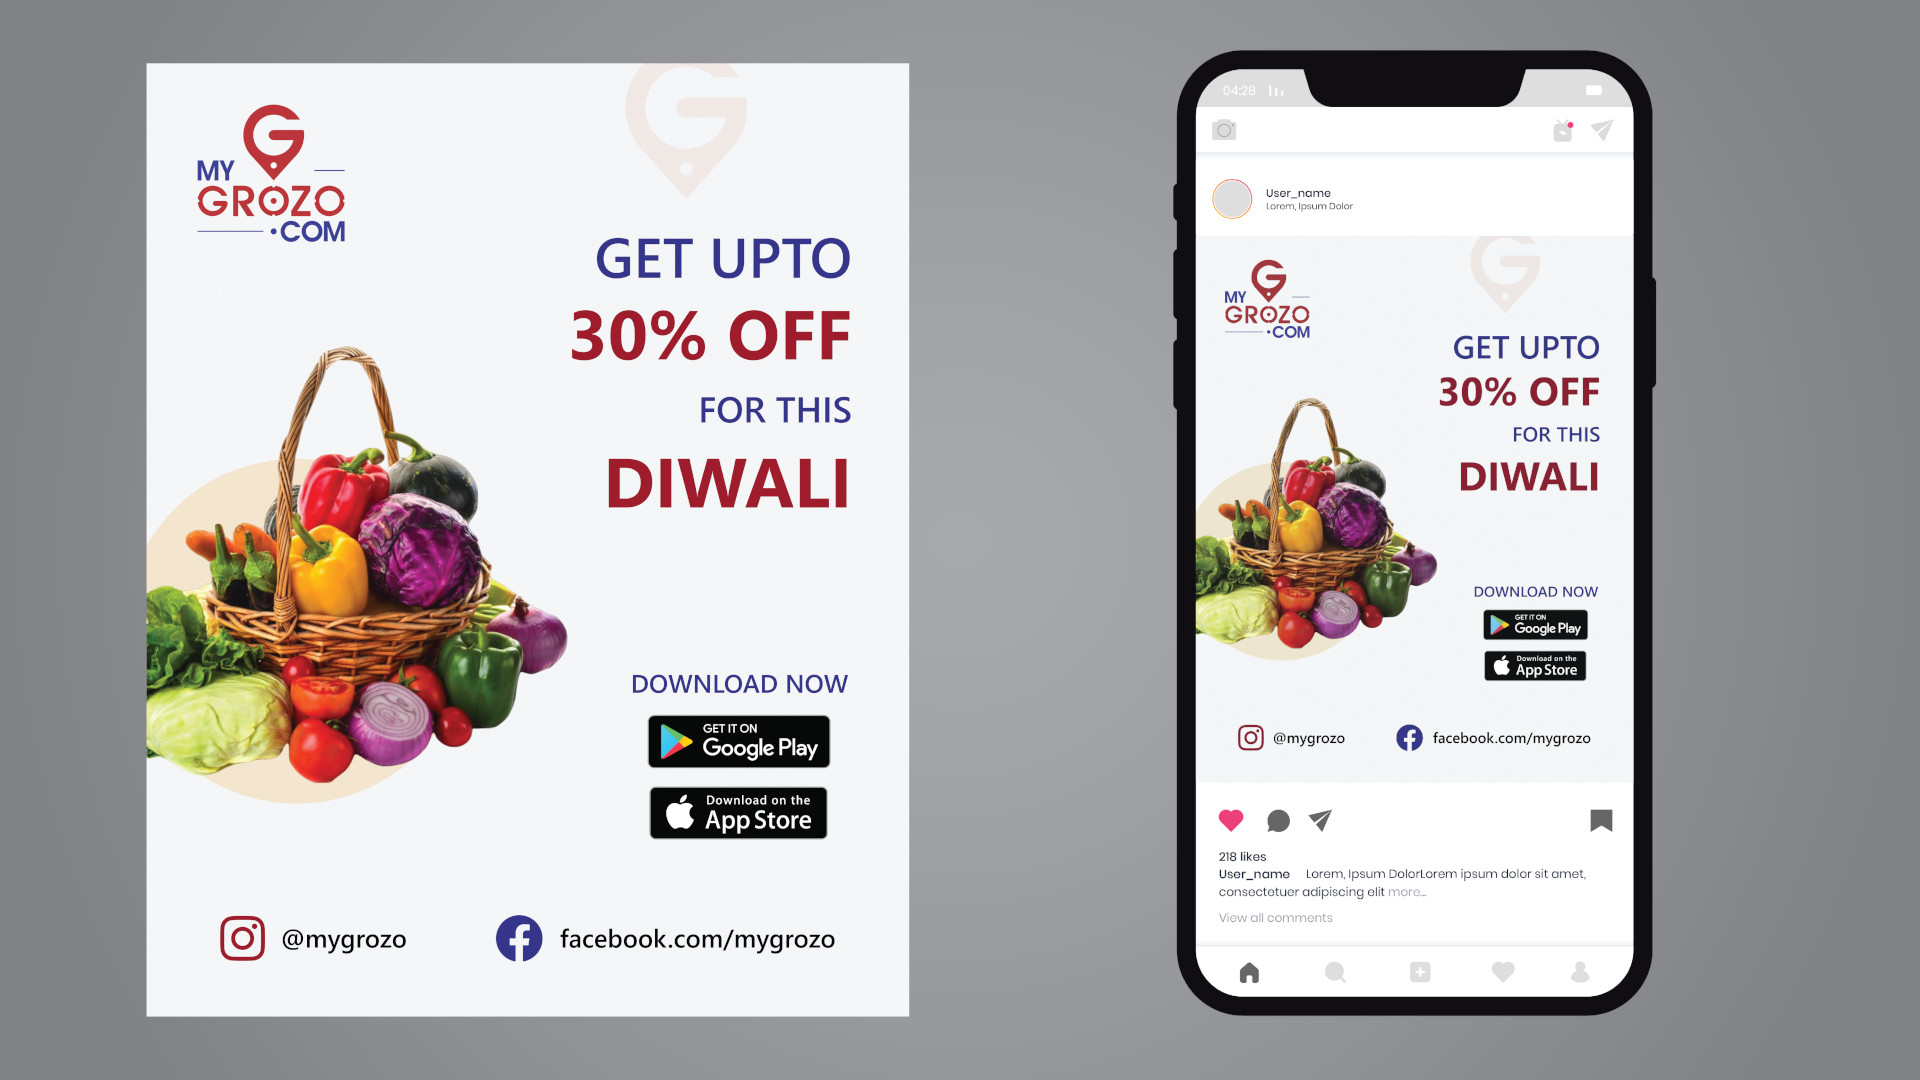 MY
GROZO
.COM
GET UPTO
30% OFF
FOR THIS
DIWALI
DOWNLOAD NOW
GET IT ON
Google Play
Download on the
App Store
@mygrozo
facebook.com/mygrozo
04:28
User_name
Lorem, Ipsum Dolor
MY
GROZO
.COM
GET UPTO
30% OFF
FOR THIS
DIWALI
DOWNLOAD NOW
GET IT ON
Google Play
Download on the
App Store
@mygrozo
facebook.com/mygrozo
218 likes
User_name Lorem, Ipsum DolorLorem ipsum dolor sit amet,
consectetuer adipiscing elit more...
View all comments